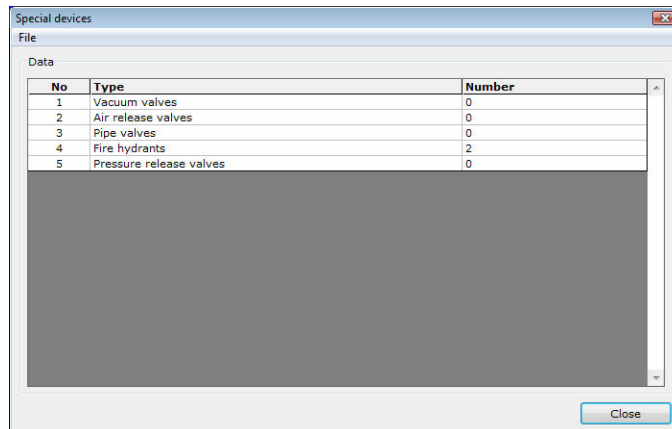 Special devices
File
Data
No Type Number
1 Vacuum valves 0
2 Air release valves 0
3 Pipe valves 0
4 Fire hydrants 2
5 Pressure release valves 0
Close